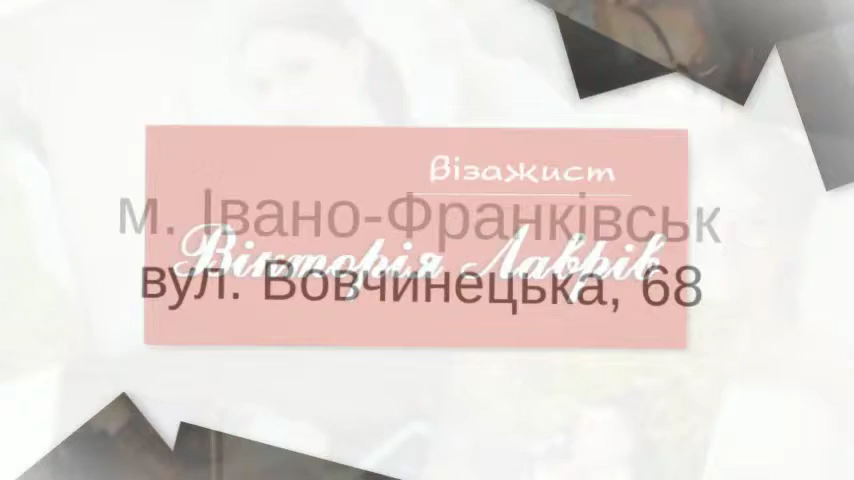 Візажист
м. Івано-Франківськ
Вікторія Лаврів
вул. Вовчинецька, 68